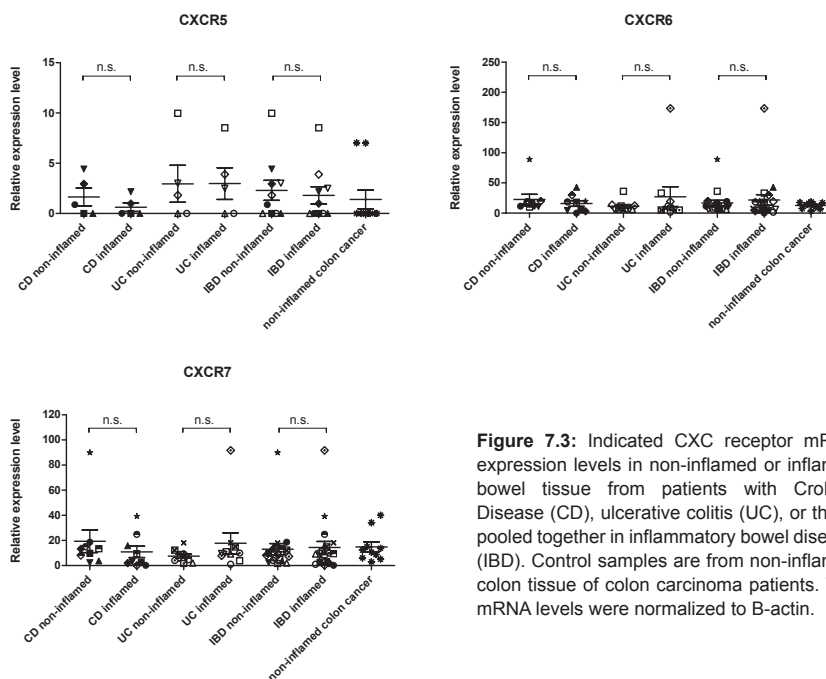 CXCR5
Relative expression level
15
10
5
0
n.s.
n.s.
n.s.
CD non-inflamed
CD inflamed
UC non-inflamed
UC inflamed
IBD non-inflamed
IBD inflamed
non-inflamed colon cancer
CXCR6
Relative expression level
250
200
150
100
50
0
n.s.
n.s.
n.s.
CD non-inflamed
CD inflamed
UC non-inflamed
UC inflamed
IBD non-inflamed
IBD inflamed
non-inflamed colon cancer
CXCR7
Relative expression level
120
100
80
60
40
20
0
n.s.
n.s.
n.s.
CD non-inflamed
CD inflamed
UC non-inflamed
UC inflamed
IBD non-inflamed
IBD inflamed
non-inflamed colon cancer
Figure 7.3: Indicated CXC receptor
expression levels in non-inflamed or
bowel tissue from patients with
Disease (CD), ulcerative colitis (UC), or
pooled together in inflammatory bowel
(IBD). Control samples are from
colon tissue of colon carcinoma patients.
mRNA levels were normalized to B-actin.